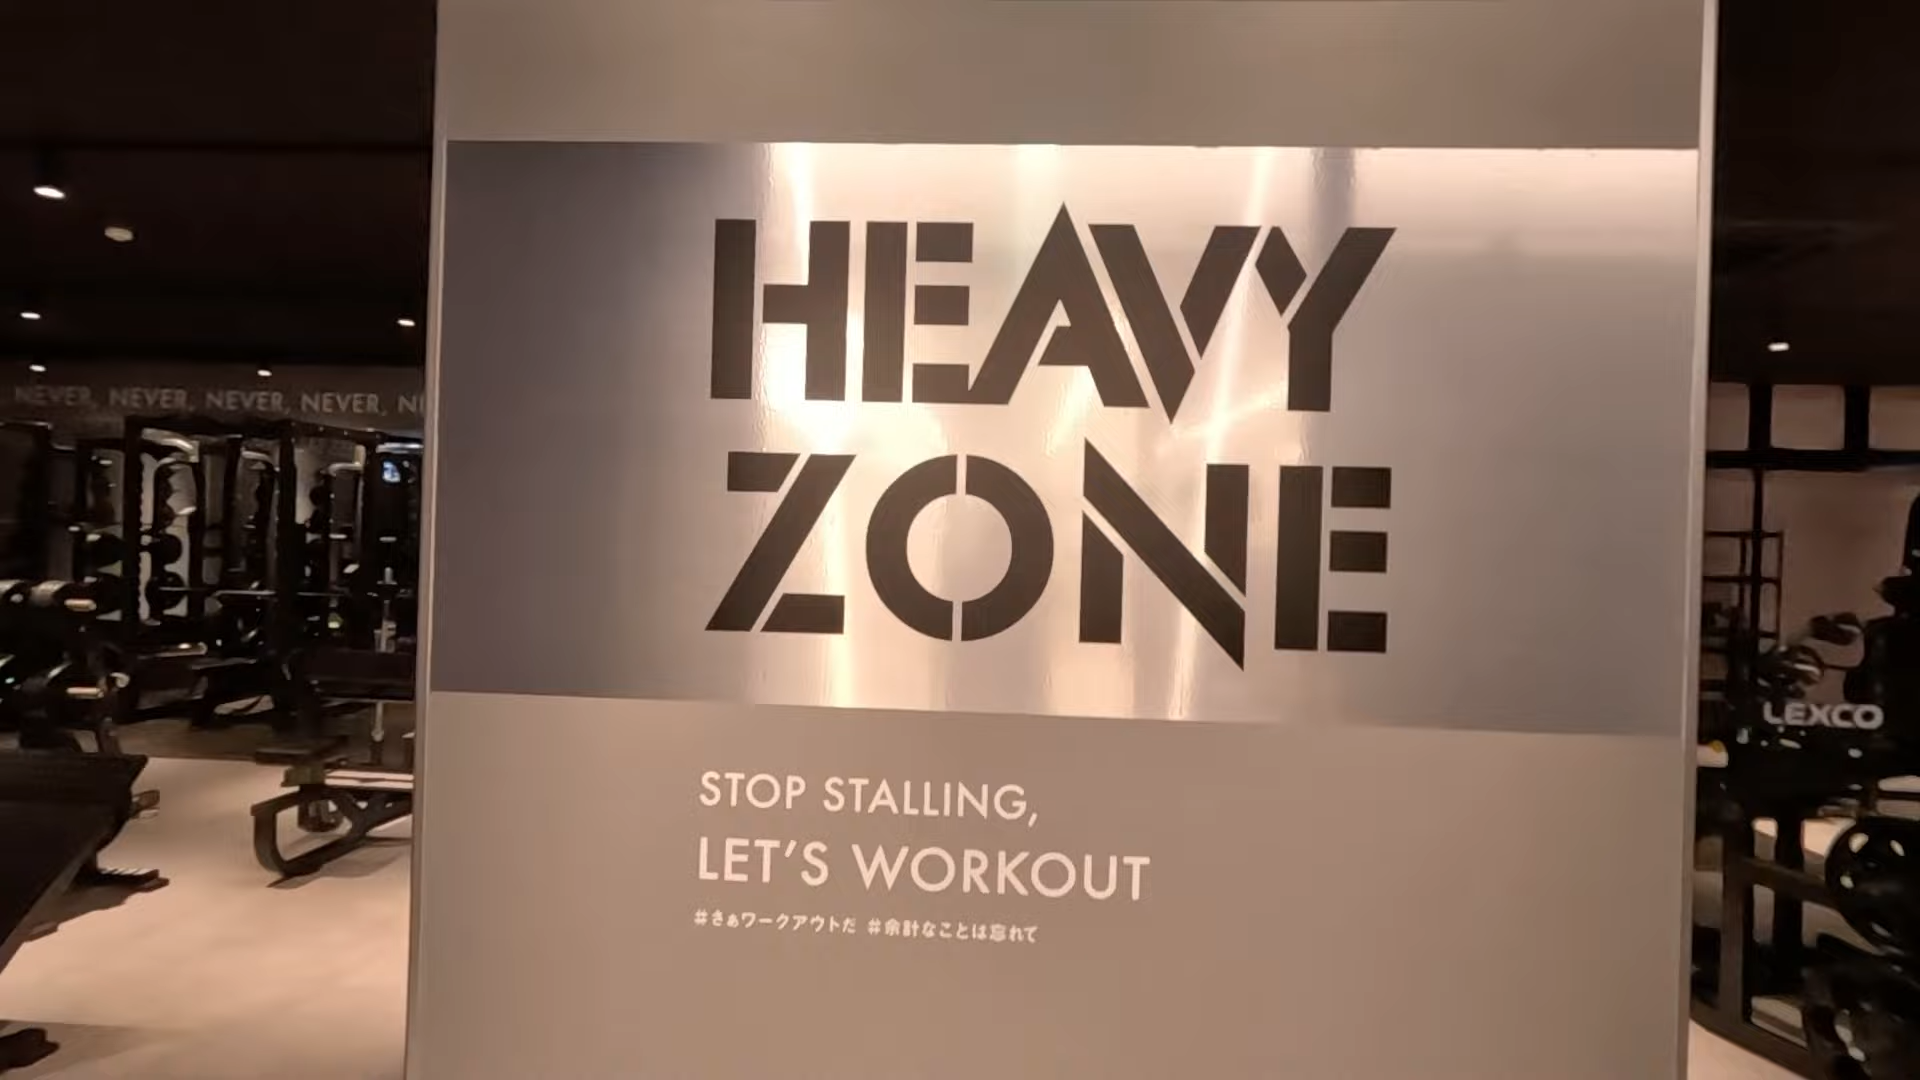 NEVER, NEVER, NEVER, NEVER,
HEAVY
ZONE
STOP STALLING,
LET'S WORKOUT
#さぁワークアウトだ #余計なことは忘れて
LEXCO